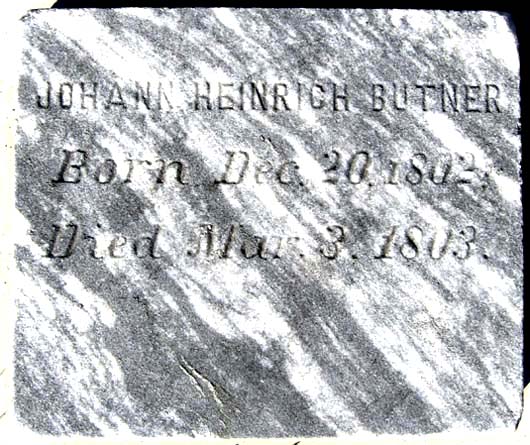 JOHANN HEINRICH BUTNER
Born Dec. 20, 1802.
Died Mar. 3. 1803.